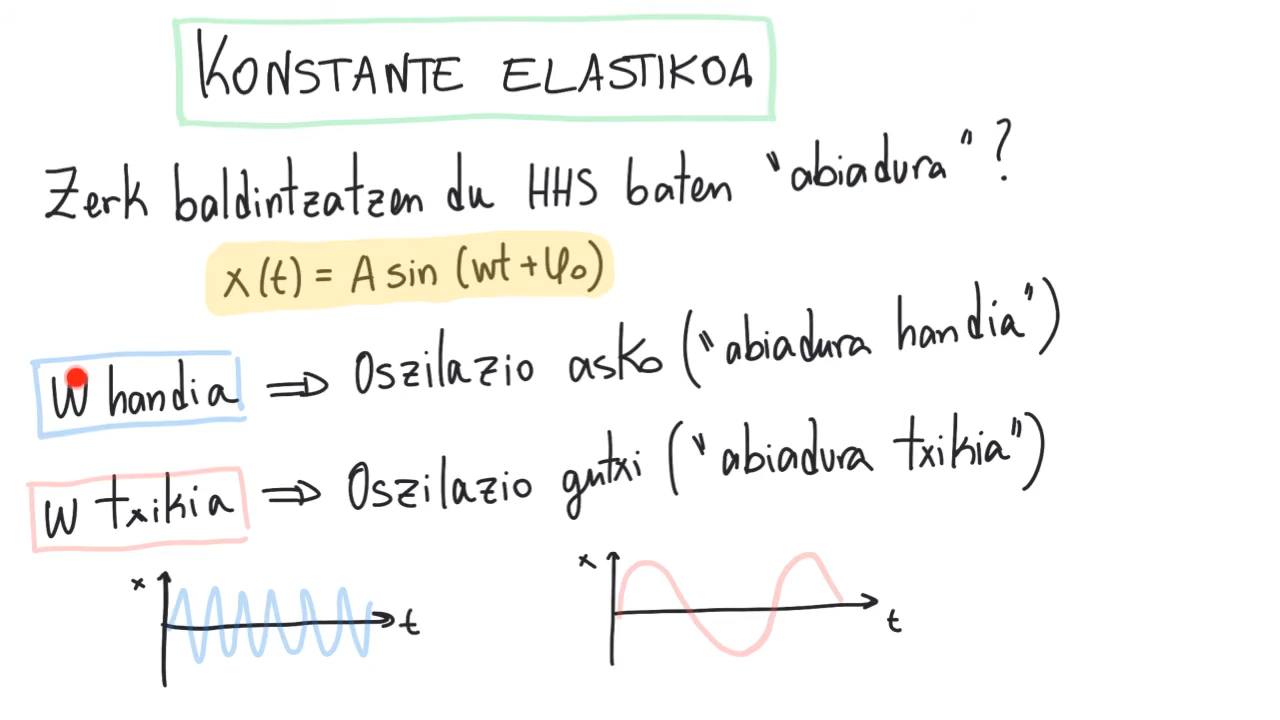 KONSTANTE ELASTIKOA
Zerk baldintzatzen du HHS baten "abiadura"?
x(t) = A sin (wt + φ₀)
w handia ⇒ Oszilazio asko ("abiadura handia")
w txikia ⇒ Oszilazio gutxi ("abiadura txikia")
x
t
x
t